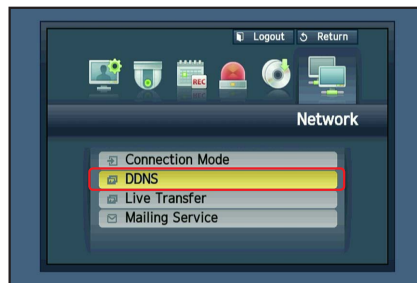 Logout Return
REC
Network
Connection Mode
DDNS
Live Transfer
Mailing Service